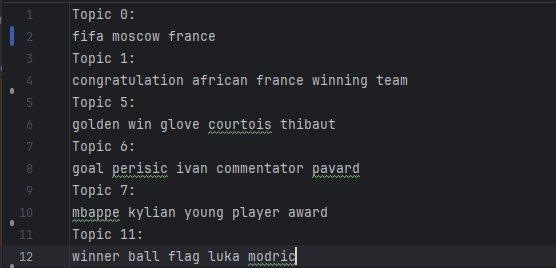 1 Topic 0:
2 fifa moscow france
3 Topic 1:
4 congratulation african france winning team
5 Topic 5:
6 golden win glove courtois thibaut
7 Topic 6:
8 goal perisic ivan commentator pavard
9 Topic 7:
10 mbappe kylian young player award
11 Topic 11:
12 winner ball flag luka modric